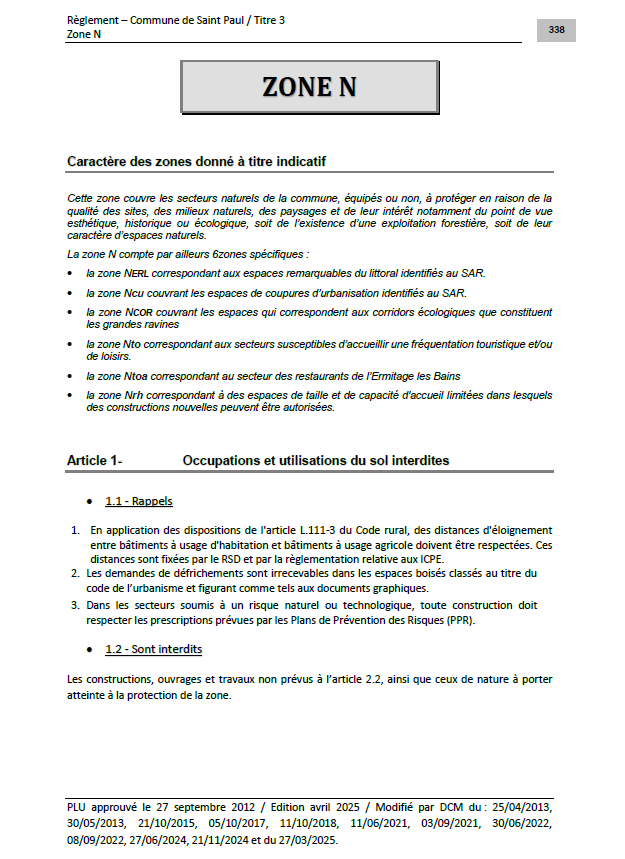 Règlement – Commune de Saint Paul / Titre 3
Zone N
338
ZONE N
Caractère des zones donné à titre indicatif
Cette zone couvre les secteurs naturels de la commune, équipés ou non, à protéger en raison de la
qualité des sites, des milieux naturels, des paysages et de leur intérêt notamment du point de vue
esthétique, historique ou écologique, soit de l'existence d'une exploitation forestière, soit de leur
caractère d'espaces naturels.
La zone N compte par ailleurs 6zones spécifiques :
• la zone NERL correspondant aux espaces remarquables du littoral identifiés au SAR.
• la zone Ncu couvrant les espaces de coupures d'urbanisation identifiés au SAR.
• la zone NCOR couvrant les espaces qui correspondent aux corridors écologiques que constituent
les grandes ravines
• la zone Nto correspondant aux secteurs susceptibles d'accueillir une fréquentation touristique et/ou
de loisirs.
• la zone Ntoa correspondant au secteur des restaurants de l'Ermitage les Bains
• la zone Nrh correspondant à des espaces de taille et de capacité d'accueil limitées dans lesquels
des constructions nouvelles peuvent être autorisées.
Article 1- Occupations et utilisations du sol interdites
• 1.1 - Rappels
1. En application des dispositions de l'article L.111-3 du Code rural, des distances d'éloignement
entre bâtiments à usage d'habitation et bâtiments à usage agricole doivent être respectées. Ces
distances sont fixées par le RSD et par la règlementation relative aux ICPE.
2. Les demandes de défrichements sont irrecevables dans les espaces boisés classés au titre du
code de l'urbanisme et figurant comme tels aux documents graphiques.
3. Dans les secteurs soumis à un risque naturel ou technologique, toute construction doit
respecter les prescriptions prévues par les Plans de Prévention des Risques (PPR).
• 1.2 - Sont interdits
Les constructions, ouvrages et travaux non prévus à l'article 2.2, ainsi que ceux de nature à porter
atteinte à la protection de la zone.
PLU approuvé le 27 septembre 2012 / Edition avril 2025 / Modifié par DCM du : 25/04/2013,
30/05/2013, 21/10/2015, 05/10/2017, 11/10/2018, 11/06/2021, 03/09/2021, 30/06/2022,
08/09/2022, 27/06/2024, 21/11/2024 et du 27/03/2025.